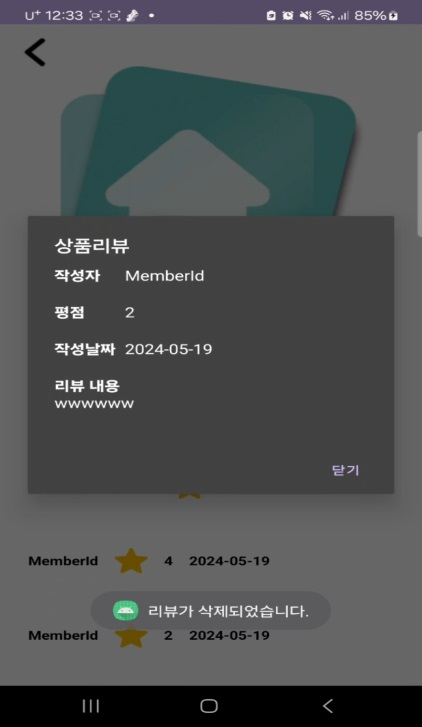 U+ 12:33 85%
상품리뷰
작성자 MemberId
평점 2
작성날짜 2024-05-19
리뷰 내용
wwwwww
닫기
MemberId 4 2024-05-19
리뷰가 삭제되었습니다.
MemberId 2 2024-05-19